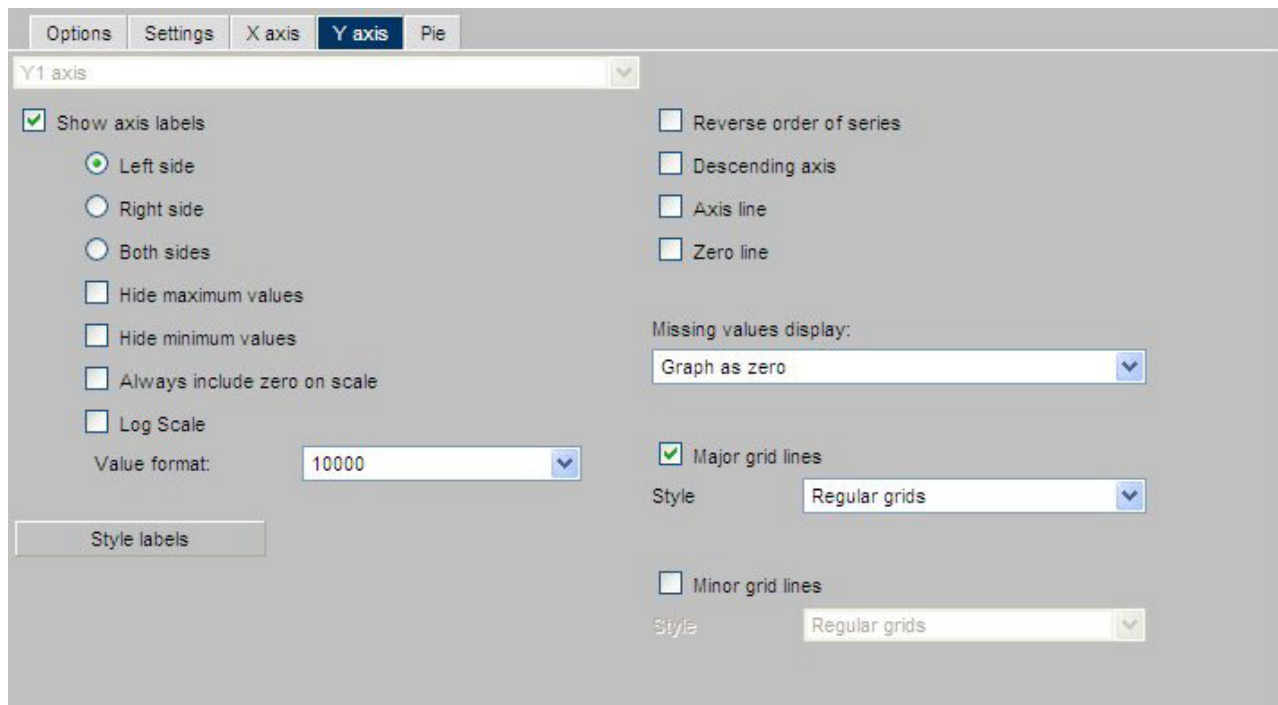 Options Settings X axis Y axis Pie
Y1 axis
Show axis labels
Left side
Right side
Both sides
Hide maximum values
Hide minimum values
Always include zero on scale
Log Scale
Value format: 10000
Style labels
Reverse order of series
Descending axis
Axis line
Zero line
Missing values display:
Graph as zero
Major grid lines
Style Regular grids
Minor grid lines
Style Regular grids